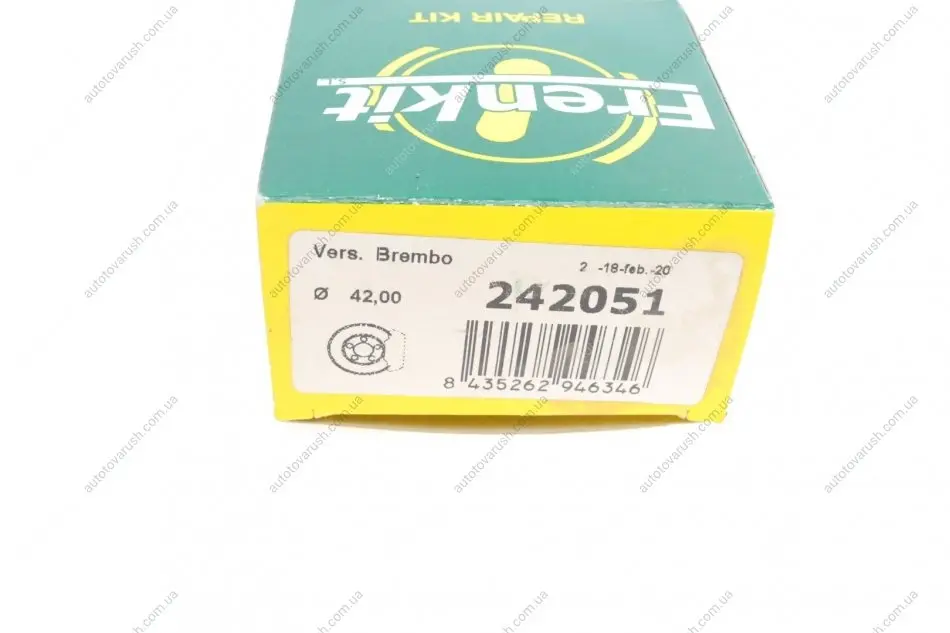 REPAIR KIT
Frenkit
Vers. Brembo
2 -18-feb.-20
Ø 42,00
242051
8 435262 946346
autotovarush.com.ua